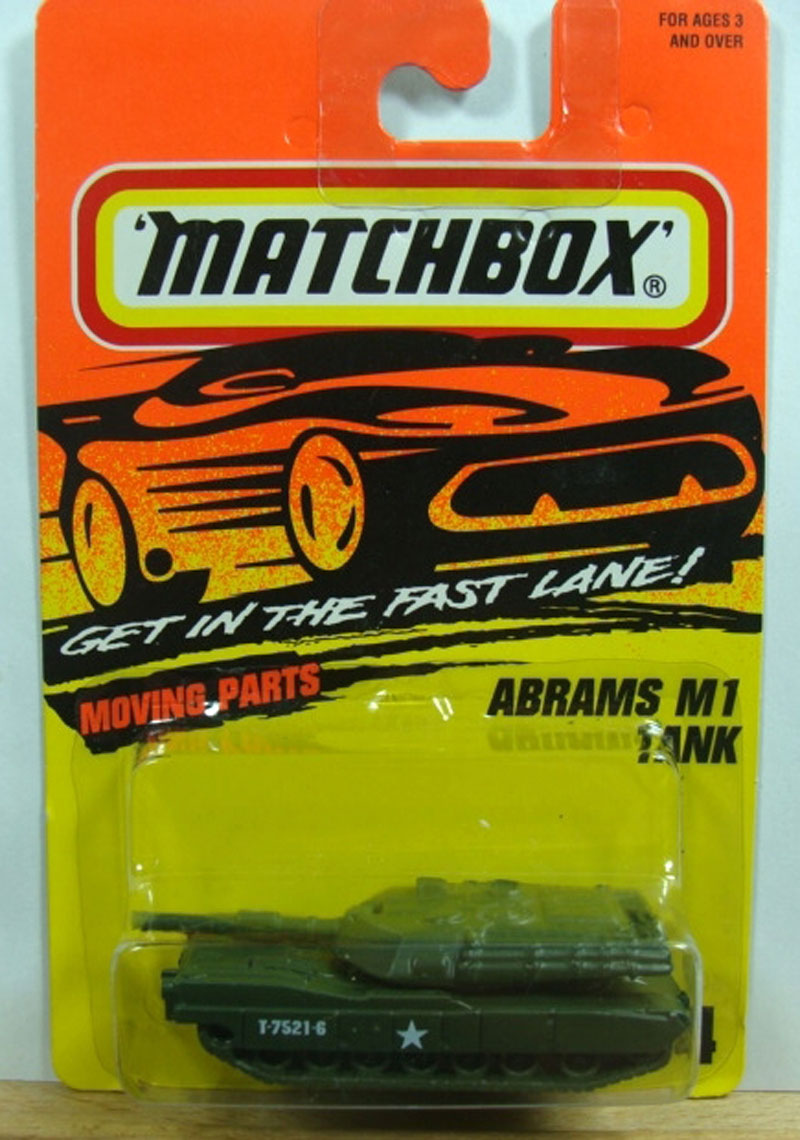 FOR AGES 3
AND OVER
'MATCHBOX'®
GET IN THE FAST LANE!
MOVING PARTS
ABRAMS M1
TANK
T-7521-6